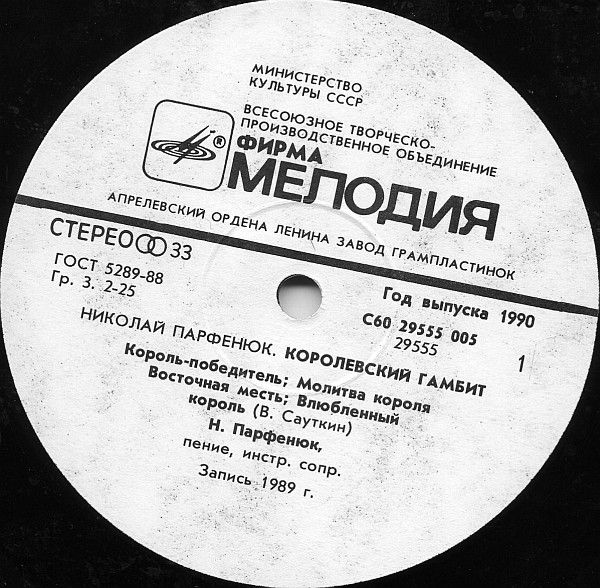 МИНИСТЕРСТВО
КУЛЬТУРЫ СССР
ВСЕСОЮЗНОЕ ТВОРЧЕСКО-
ПРОИЗВОДСТВЕННОЕ ОБЪЕДИНЕНИЕ
ФИРМА
®
МЕЛОДИЯ
АПРЕЛЕВСКИЙ ОРДЕНА ЛЕНИНА ЗАВОД ГРАМПЛАСТИНОК
СТЕРЕО 33
ГОСТ 5289-88
Гр. 3. 2-25
Год выпуска 1990
С60 29555 005
29555
1
НИКОЛАЙ ПАРФЕНЮК. КОРОЛЕВСКИЙ ГАМБИТ
Король-победитель; Молитва короля
Восточная месть; Влюбленный
король (В. Сауткин)
Н. Парфенюк,
пение, инстр. сопр.
Запись 1989 г.